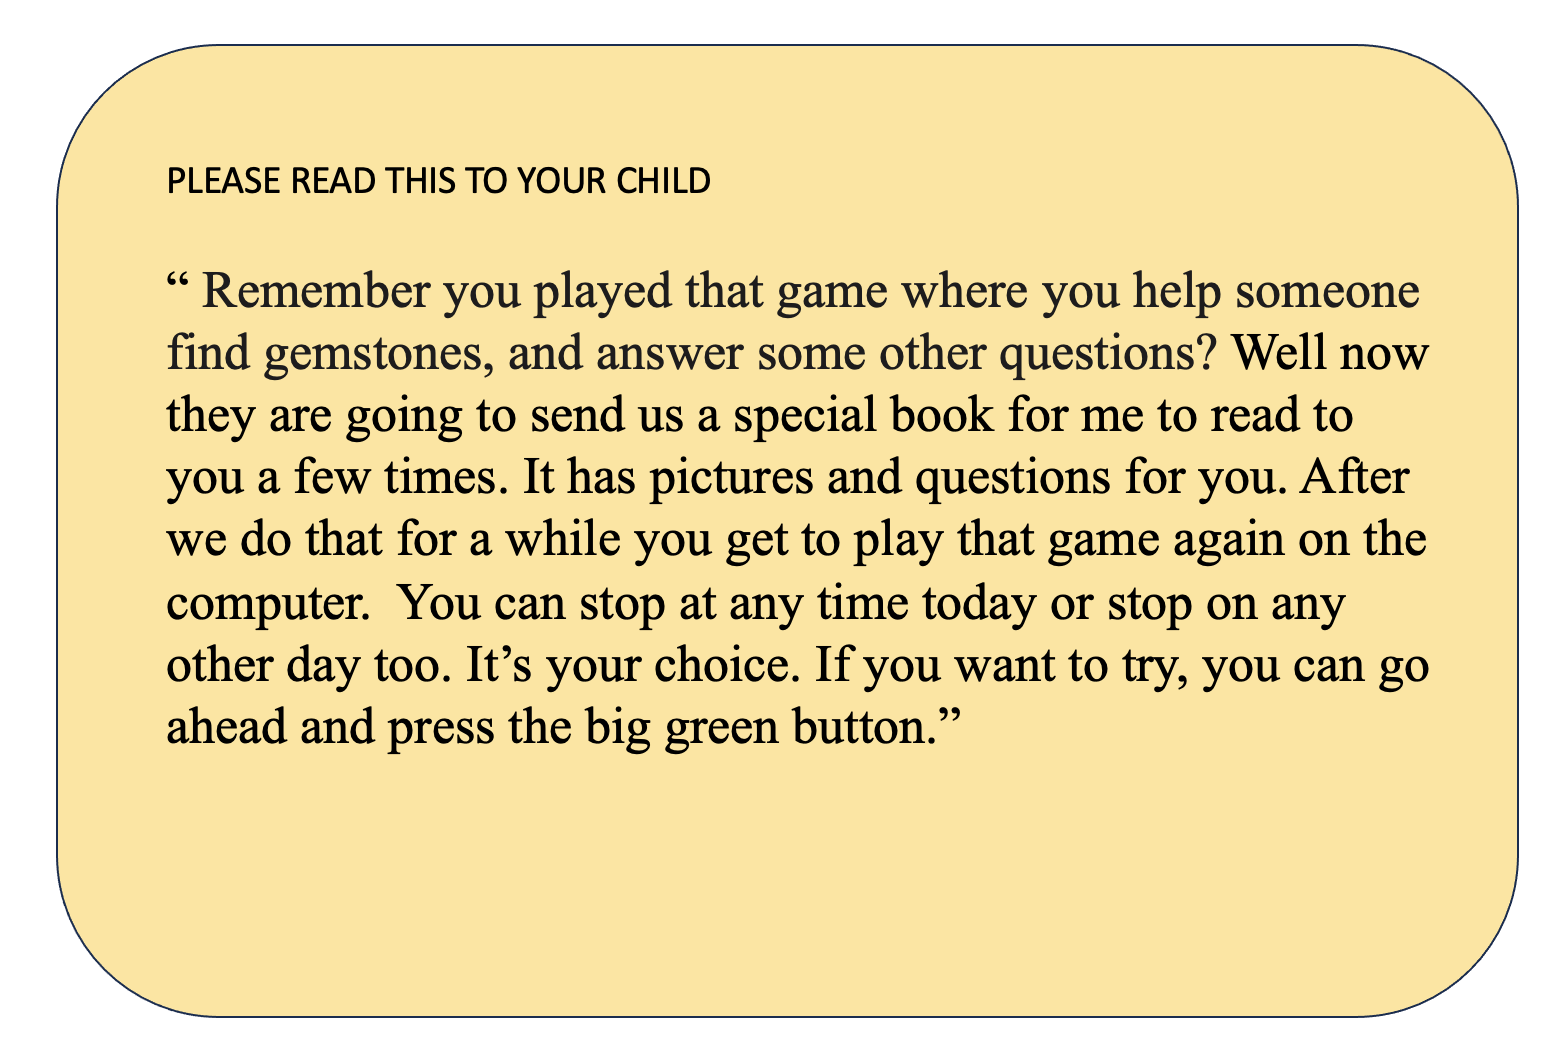 PLEASE READ THIS TO YOUR CHILD
“ Remember you played that game where you help someone
find gemstones, and answer some other questions? Well now
they are going to send us a special book for me to read to
you a few times. It has pictures and questions for you. After
we do that for a while you get to play that game again on the
computer.  You can stop at any time today or stop on any
other day too. It’s your choice. If you want to try, you can go
ahead and press the big green button.”